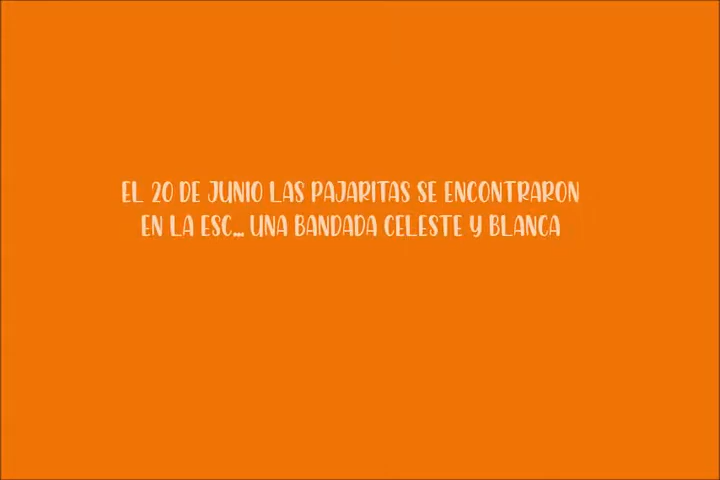 EL 20 DE JUNIO LAS PAJARITAS SE ENCONTRARON
EN LA ESC... UNA BANDADA CELESTE Y BLANCA